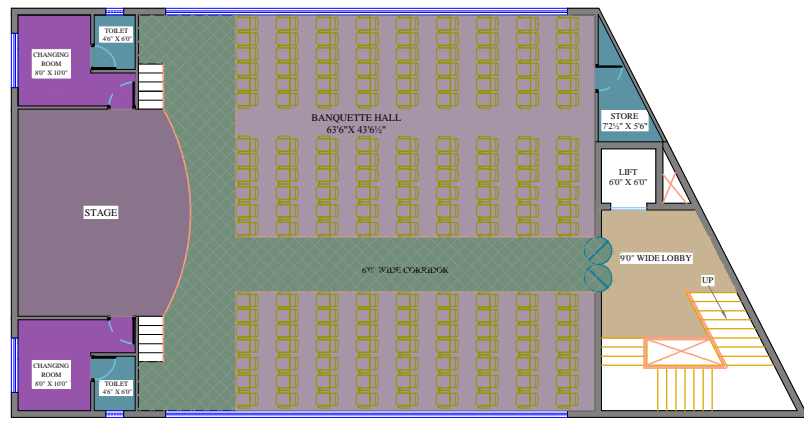 TOILET
4'6" X 6'0"
CHANGING
ROOM
8'0" X 10'0"
BANQUETTE HALL
63'6"X 43'6½"
STORE
7'2½" X 5'6"
LIFT
6'0" X 6'0"
STAGE
9'0" WIDE LOBBY
6'0" WIDE CORRIDOR
UP
CHANGING
ROOM
8'0" X 10'0"
TOILET
4'6" X 6'0"